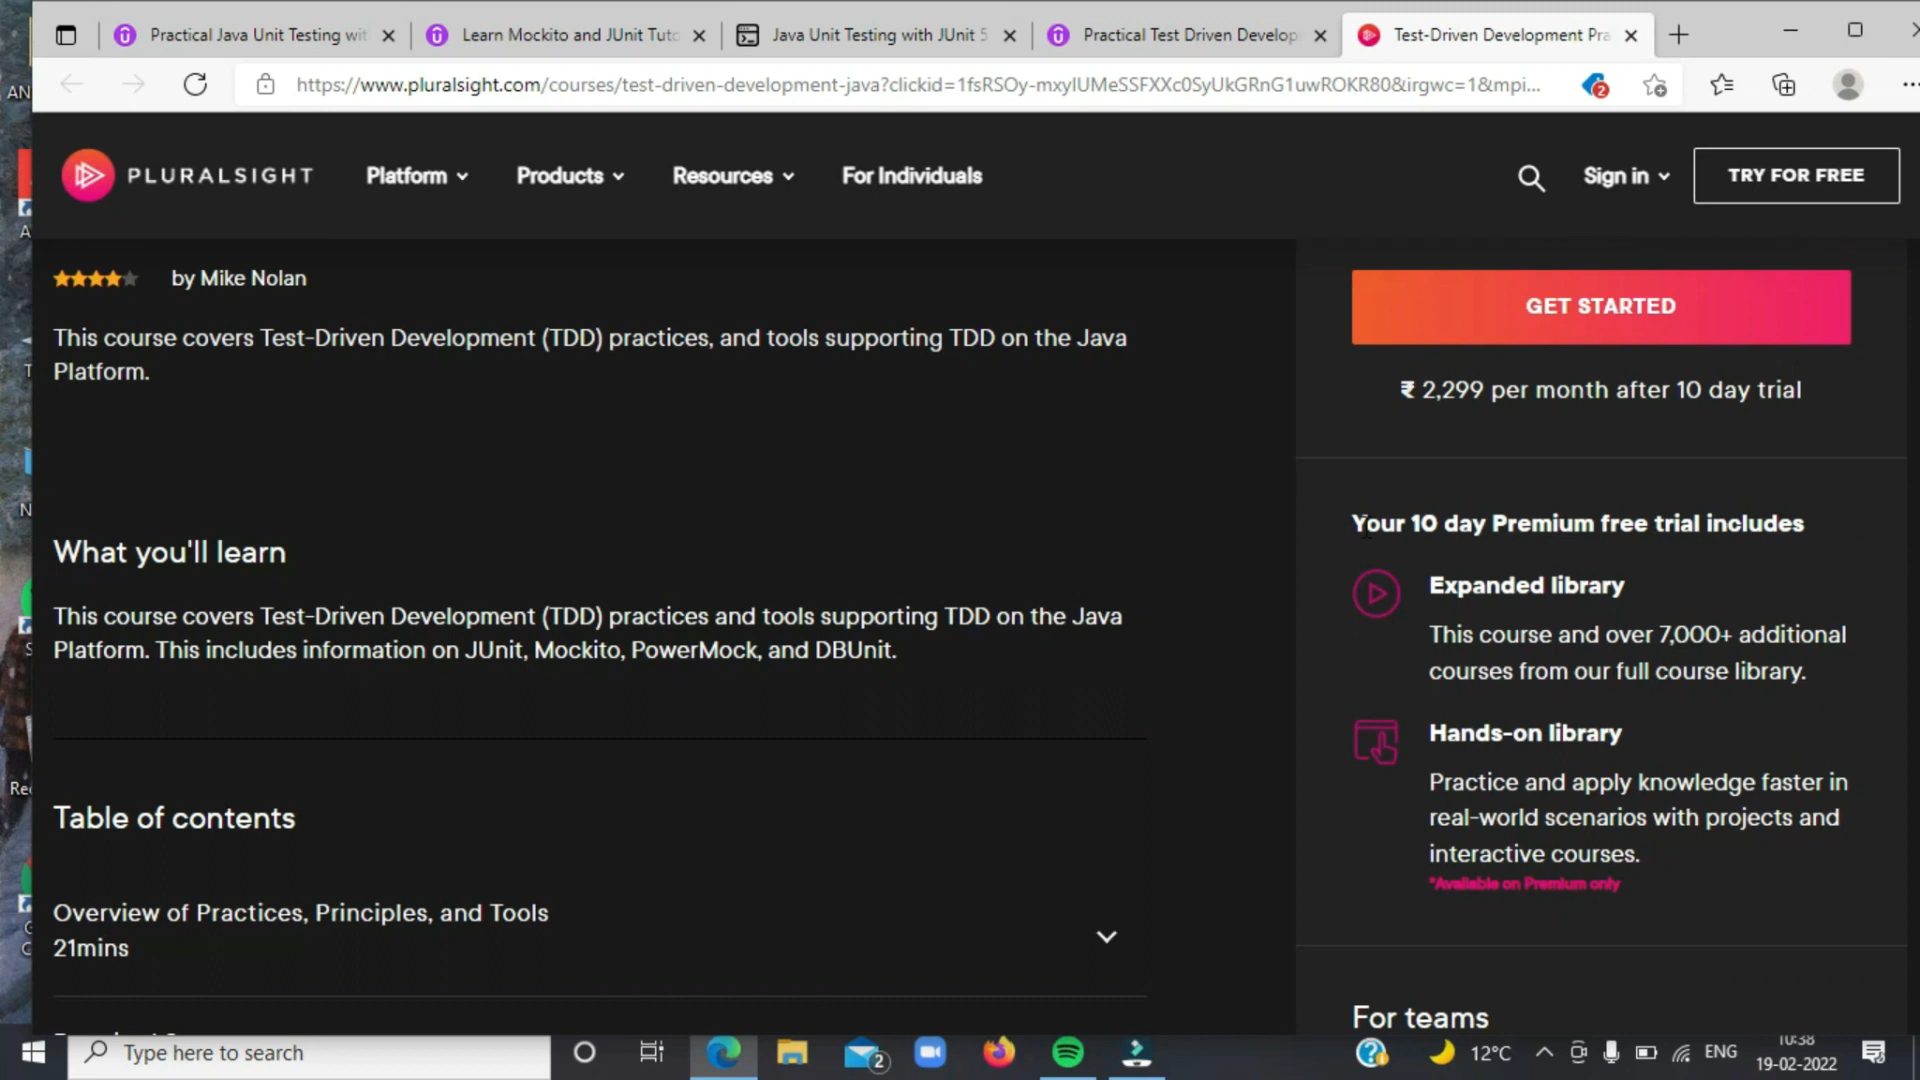 Practical Java Unit Testing wit
Learn Mockito and JUnit Tuto
Java Unit Testing with JUnit 5
Practical Test Driven Develop
Test-Driven Development Pra
https://www.pluralsight.com/courses/test-driven-development-java?clickid=1fsRSOy-mxylUMeSSFXXc0SyUkGRnG1uwROKR80&irgwc=1&mpi...
2
PLURALSIGHT
Platform
Products
Resources
For Individuals
Sign in
TRY FOR FREE
by Mike Nolan
This course covers Test-Driven Development (TDD) practices, and tools supporting TDD on the Java
Platform.
What you'll learn
This course covers Test-Driven Development (TDD) practices and tools supporting TDD on the Java
Platform. This includes information on JUnit, Mockito, PowerMock, and DBUnit.
Table of contents
Overview of Practices, Principles, and Tools
21mins
GET STARTED
₹ 2,299 per month after 10 day trial
Your 10 day Premium free trial includes
Expanded library
This course and over 7,000+ additional
courses from our full course library.
Hands-on library
Practice and apply knowledge faster in
real-world scenarios with projects and
interactive courses.
*Available on Premium only
For teams
Type here to search
2
12°C
ENG
10:38
19-02-2022